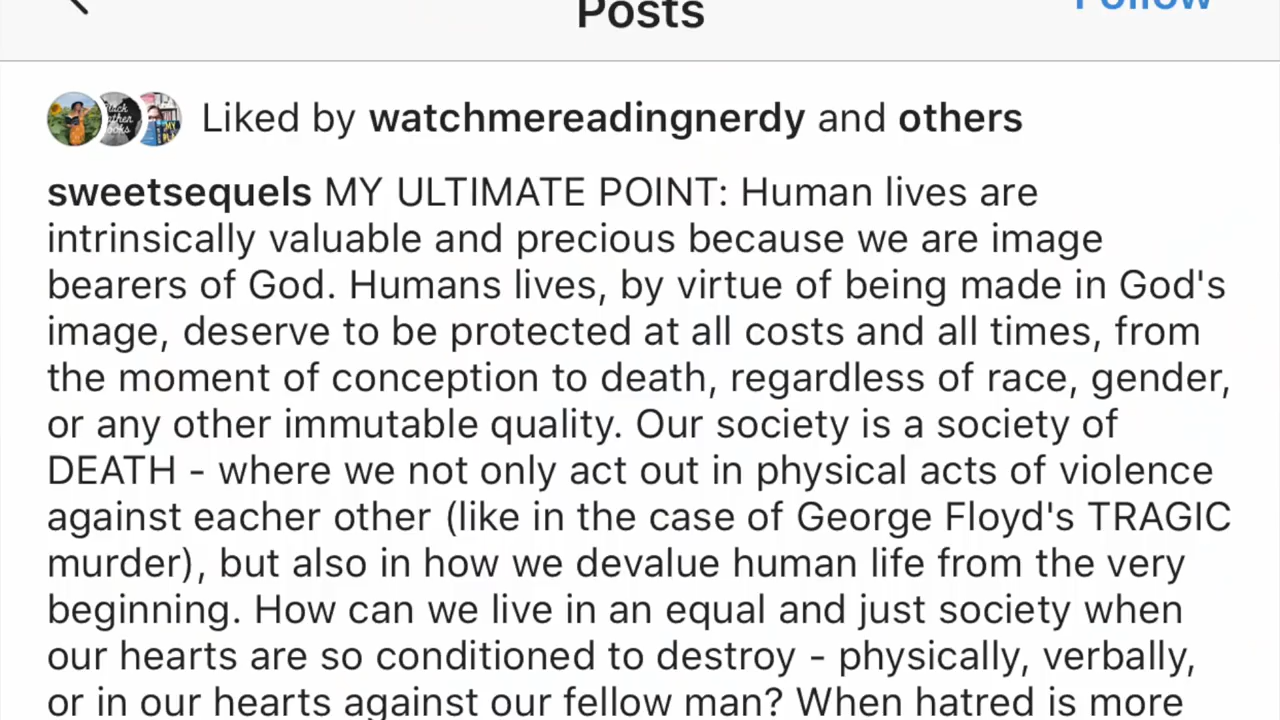 Posts
Follow
Liked by watchmereadingnerdy and others
sweetsequels MY ULTIMATE POINT: Human lives are
intrinsically valuable and precious because we are image
bearers of God. Humans lives, by virtue of being made in God's
image, deserve to be protected at all costs and all times, from
the moment of conception to death, regardless of race, gender,
or any other immutable quality. Our society is a society of
DEATH - where we not only act out in physical acts of violence
against eacher other (like in the case of George Floyd's TRAGIC
murder), but also in how we devalue human life from the very
beginning. How can we live in an equal and just society when
our hearts are so conditioned to destroy - physically, verbally,
or in our hearts against our fellow man? When hatred is more